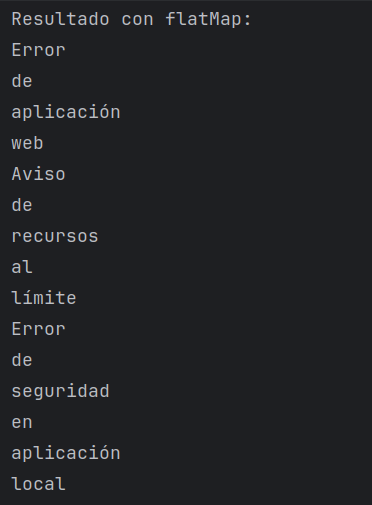 Resultado con flatMap:
Error
de
aplicación
web
Aviso
de
recursos
al
límite
Error
de
seguridad
en
aplicación
local